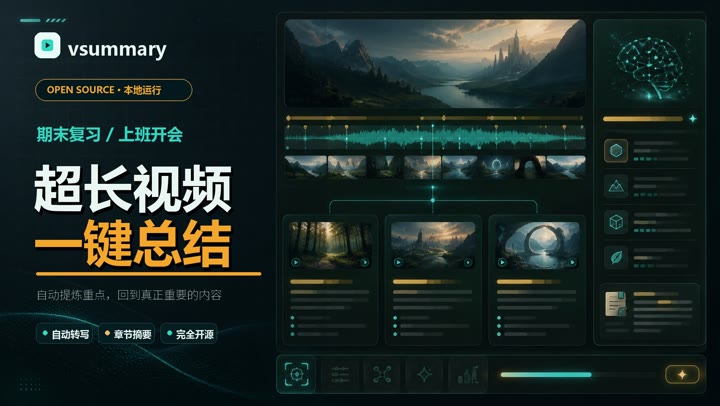 vsummary
OPEN SOURCE • 本地运行
期末复习 / 上班开会
超长视频
一键总结
自动提炼重点，回到真正重要的内容
自动转写
章节摘要
完全开源